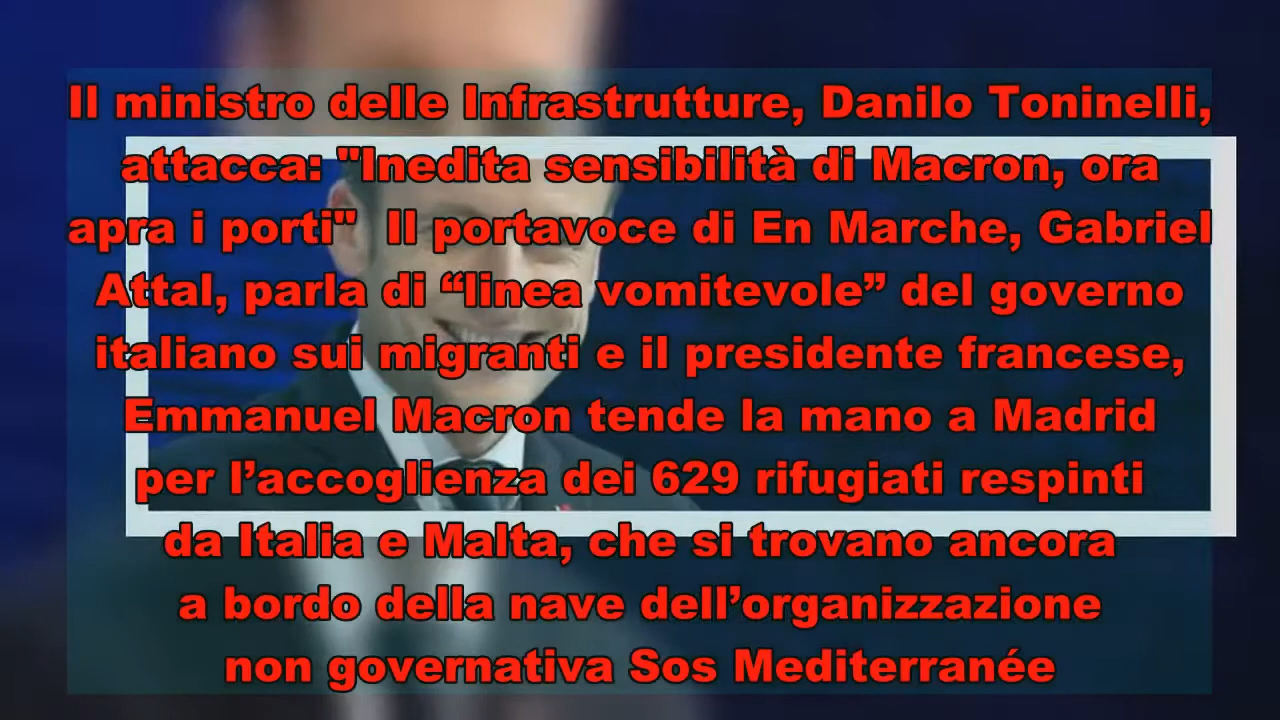 Il ministro delle Infrastrutture, Danilo Toninelli,
attacca: "Inedita sensibilità di Macron, ora
apra i porti"  Il portavoce di En Marche, Gabriel
Attal, parla di “linea vomitevole” del governo
italiano sui migranti e il presidente francese,
Emmanuel Macron tende la mano a Madrid
per l’accoglienza dei 629 rifugiati respinti
da Italia e Malta, che si trovano ancora
a bordo della nave dell’organizzazione
non governativa Sos Mediterranée